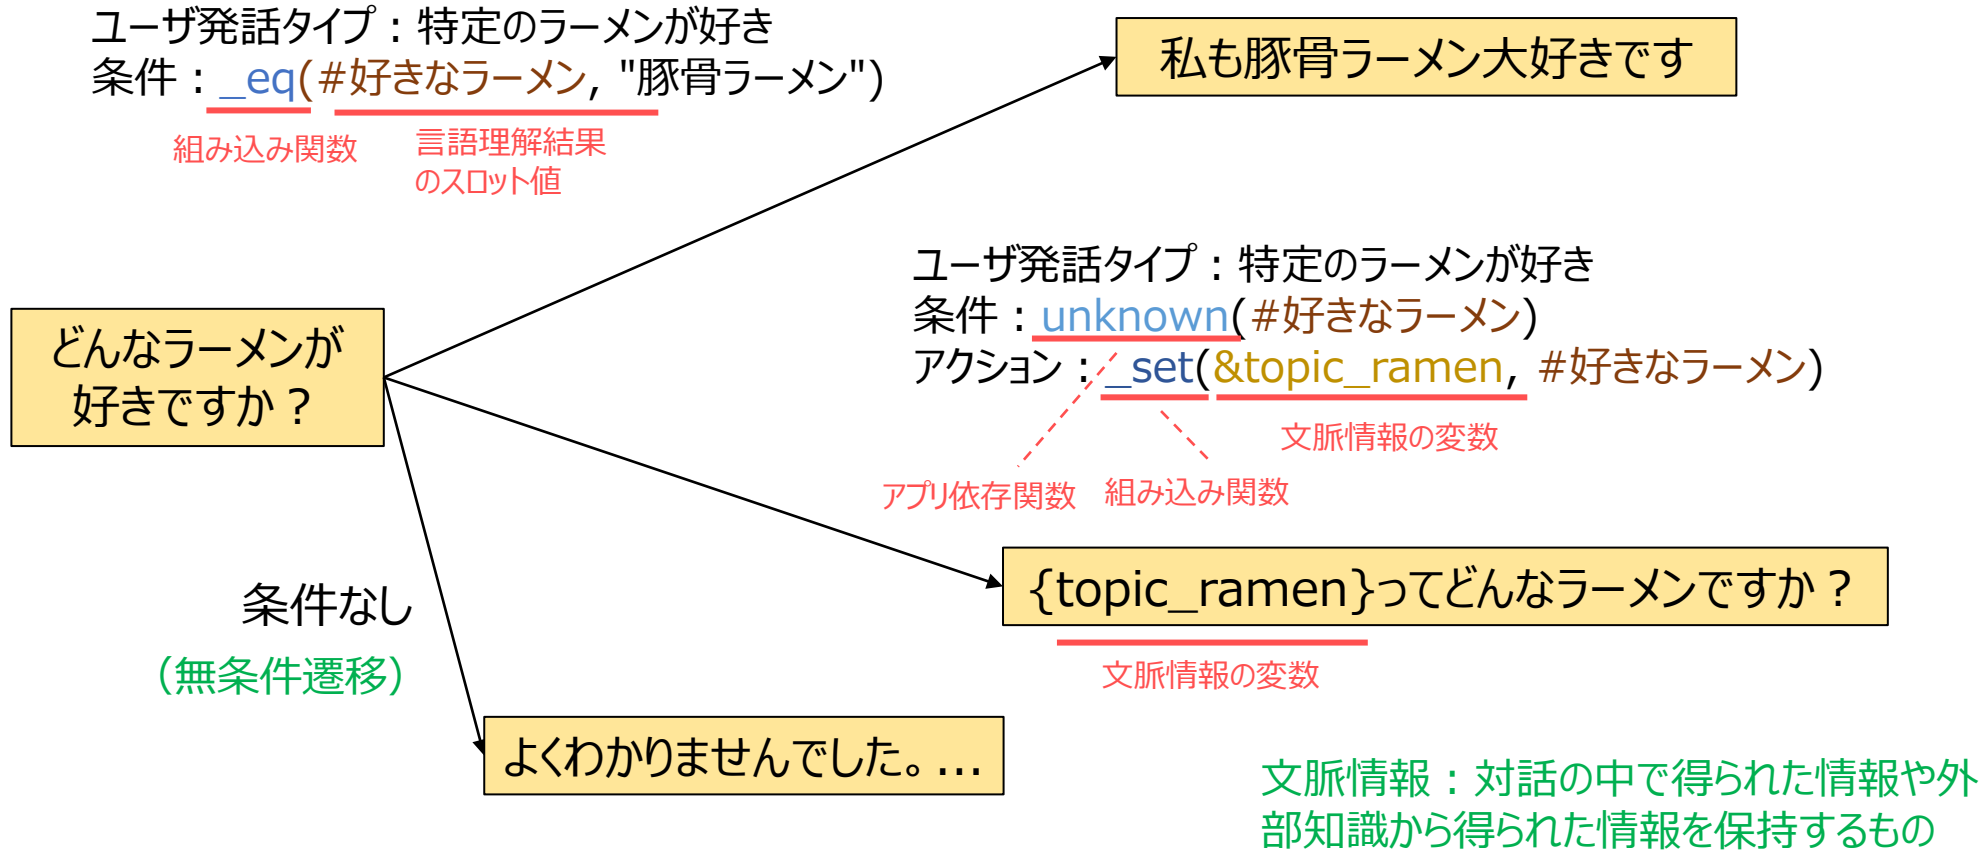 ユーザ発話タイプ：特定のラーメンが好き
条件：_eq(#好きなラーメン, "豚骨ラーメン")
組み込み関数
言語理解結果
のスロット値
私も豚骨ラーメン大好きです
ユーザ発話タイプ：特定のラーメンが好き
条件：unknown(#好きなラーメン)
アクション：_set(&topic_ramen, #好きなラーメン)
文脈情報の変数
アプリ依存関数
組み込み関数
どんなラーメンが
好きですか？
{topic_ramen}ってどんなラーメンですか？
文脈情報の変数
条件なし
（無条件遷移）
よくわかりませんでした。...
文脈情報：対話の中で得られた情報や外
部知識から得られた情報を保持するもの